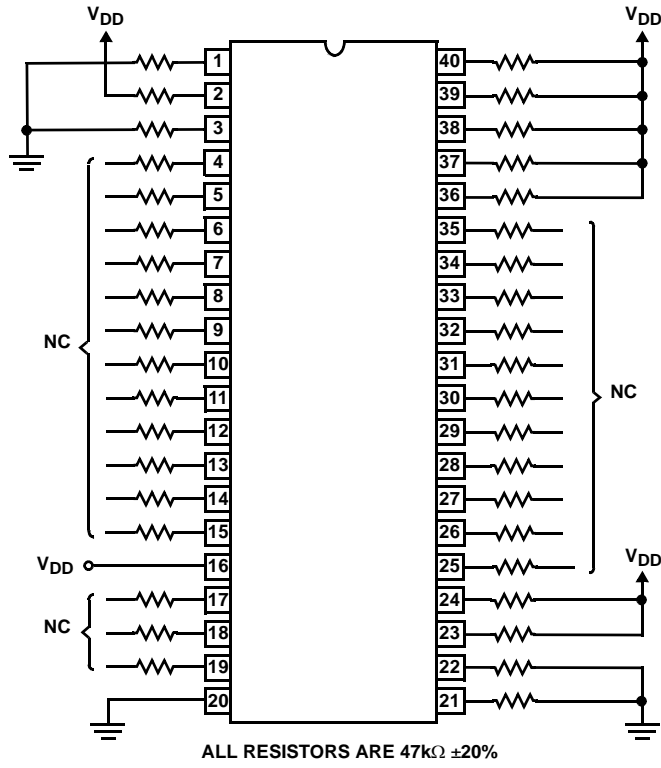 VDD VDD
1 40
2 39
3 38
4 37
5 36
6 35
7 34
8 33
9 32
NC
10 31
11 30
NC
12 29
13 28
14 27
15 26
VDD 16 25
VDD
17 24
NC
18 23
19 22
20 21
ALL RESISTORS ARE 47kΩ ±20%